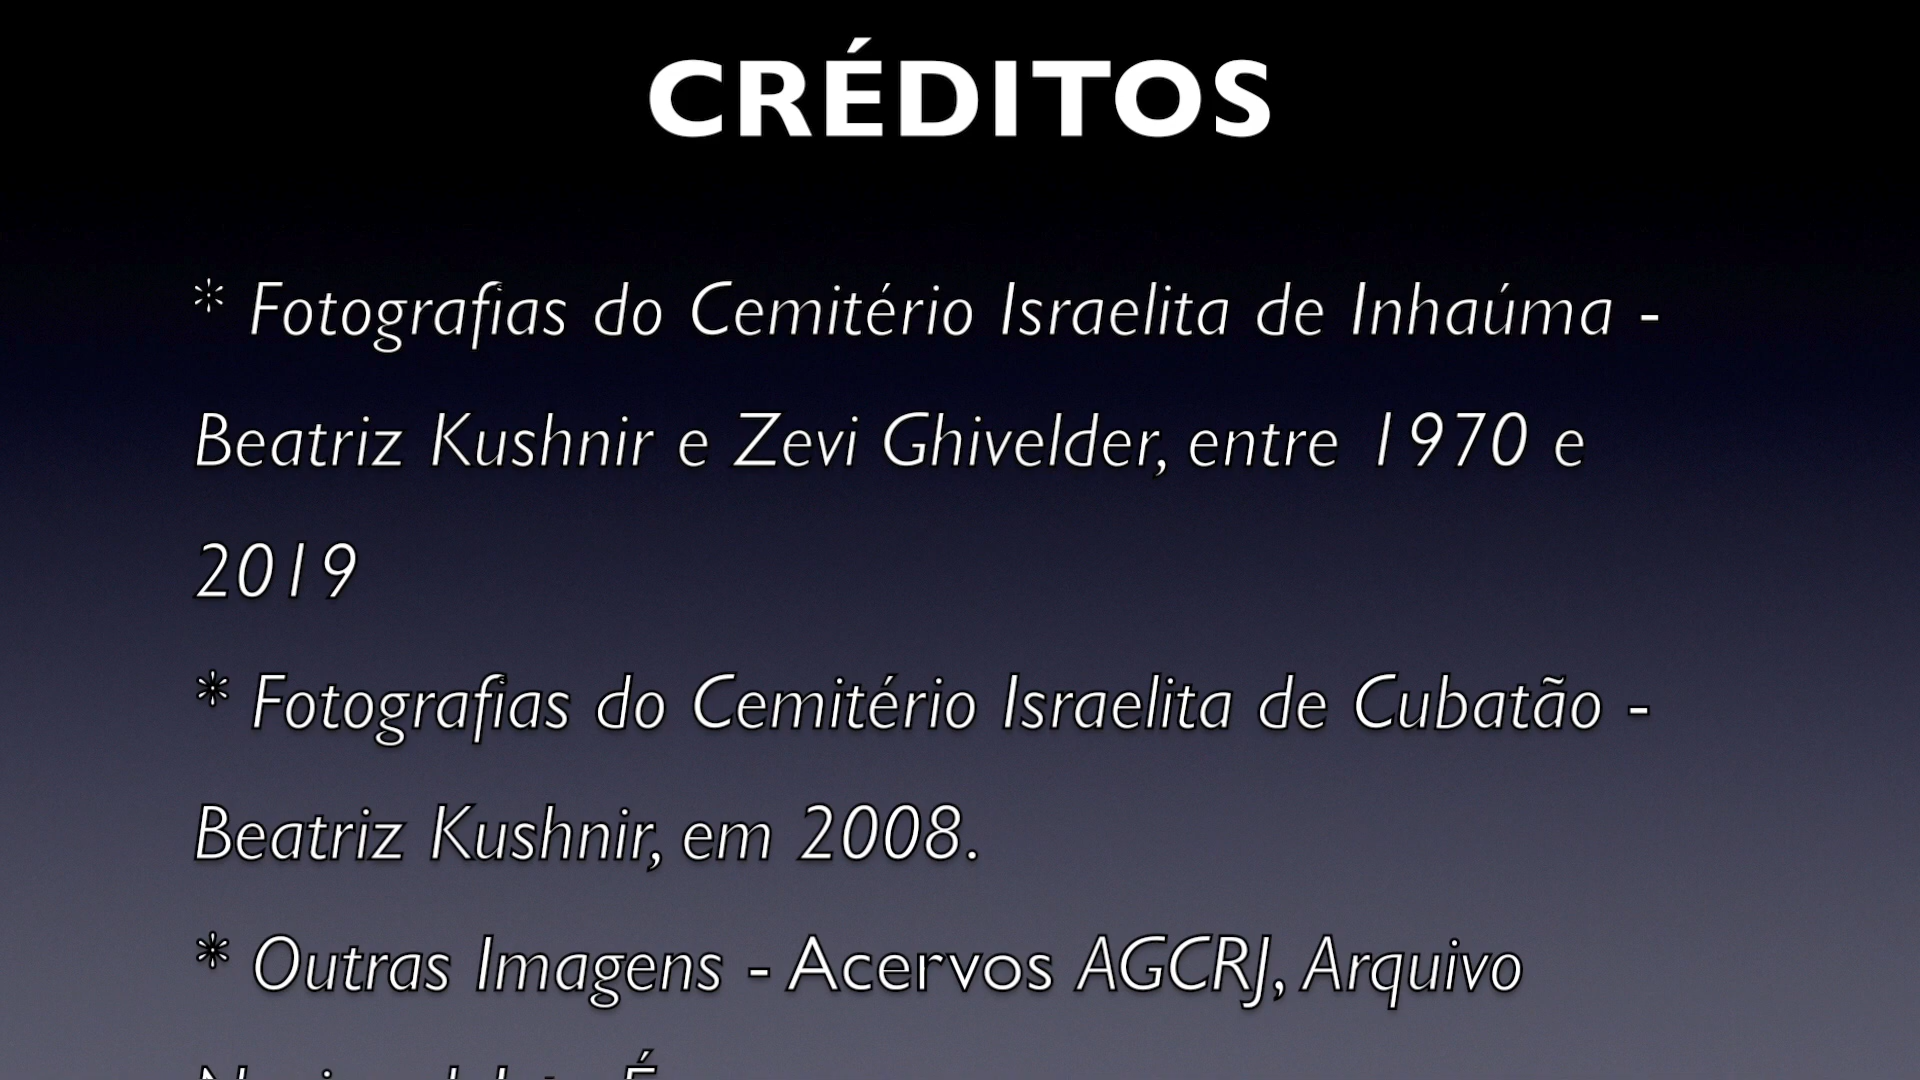 CRÉDITOS
* Fotografias do Cemitério Israelita de Inhaúma -
Beatriz Kushnir e Zevi Ghivelder, entre 1970 e
2019
* Fotografias do Cemitério Israelita de Cubatão -
Beatriz Kushnir, em 2008.
* Outras Imagens - Acervos AGCRJ, Arquivo